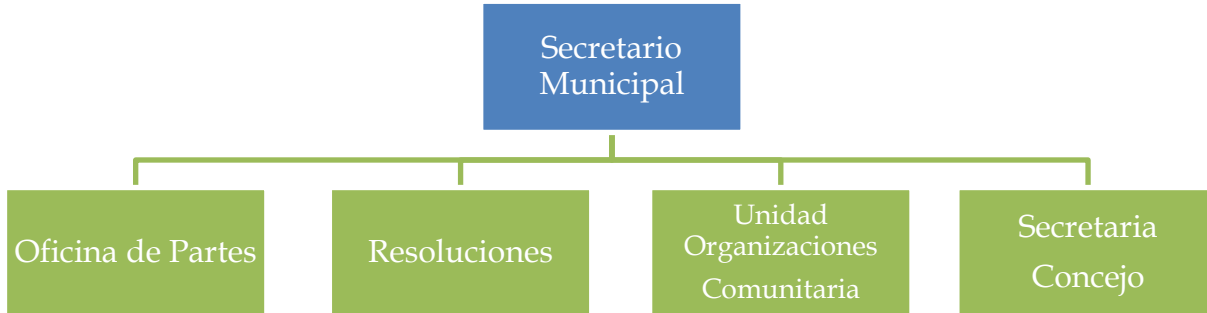 Secretario
Municipal
Oficina de Partes
Resoluciones
Unidad
Organizaciones
Comunitaria
Secretaria
Concejo